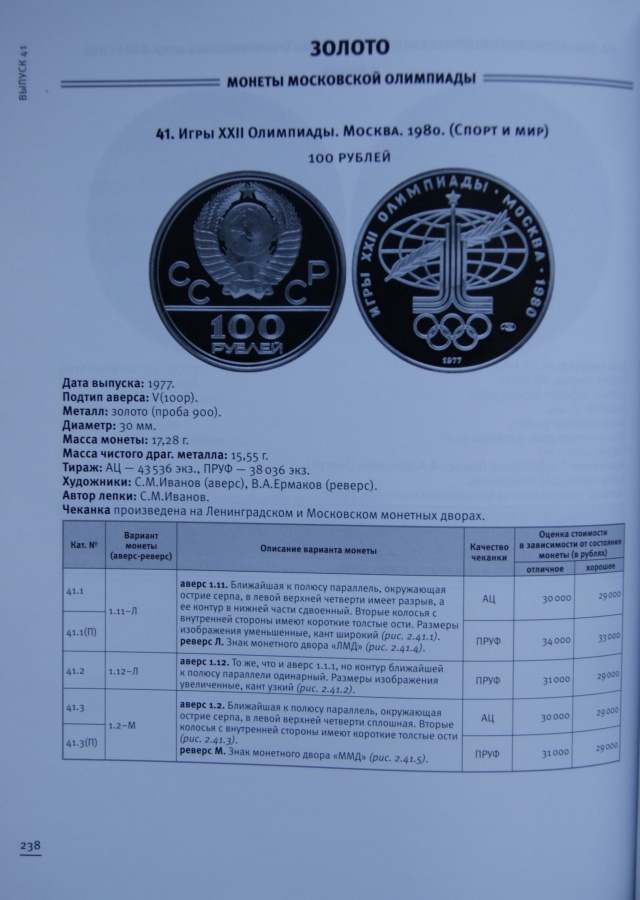 ВЫПУСК 41
ЗОЛОТО
МОНЕТЫ МОСКОВСКОЙ ОЛИМПИАДЫ
41. Игры XXII Олимпиады. Москва. 1980. (Спорт и мир)
100 РУБЛЕЙ
СССР
100
РУБЛЕЙ
ИГРЫ XXII ОЛИМПИАДЫ • МОСКВА • 1980
1977
Дата выпуска: 1977.
Подтип аверса: V(100р).
Металл: золото (проба 900).
Диаметр: 30 мм.
Масса монеты: 17,28 г.
Масса чистого драг. металла: 15,55 г.
Тираж: АЦ — 43 536 экз., ПРУФ — 38 036 экз.
Художники: С.М.Иванов (аверс), В.А.Ермаков (реверс).
Автор лепки: С.М.Иванов.
Чеканка произведена на Ленинградском и Московском монетных дворах.
Кат. №
Вариант
монеты
(аверс-реверс)
Описание варианта монеты
Качество
чеканки
Оценка стоимости
в зависимости от состояния
монеты (в рублях)
отличное
хорошее
41.1
41.1(П)
1.11–Л
аверс 1.11. Ближайшая к полюсу параллель, окружающая
острие серпа, в левой верхней четверти имеет разрыв, а
ее контур в нижней части сдвоенный. Вторые колосья с
внутренней стороны имеют короткие толстые ости. Размеры
изображения уменьшенные, кант широкий (рис. 2.41.1).
реверс Л. Знак монетного двора «ЛМД» (рис. 2.41.4).
АЦ
30 000
29 000
ПРУФ
34 000
33 000
41.2
1.12–Л
аверс 1.12. То же, что и аверс 1.1.1, но контур ближайшей
к полюсу параллели одинарный. Размеры изображения
увеличенные, кант узкий (рис. 2.41.2).
ПРУФ
31 000
29 000
41.3
41.3(П)
1.2–М
аверс 1.2. Ближайшая к полюсу параллель, окружающая
острие серпа, в левой верхней четверти сплошная. Вторые
колосья с внутренней стороны имеют короткие толстые ости
(рис. 2.41.3).
реверс М. Знак монетного двора «ММД» (рис. 2.41.5).
АЦ
30 000
29 000
ПРУФ
31 000
29 000
238